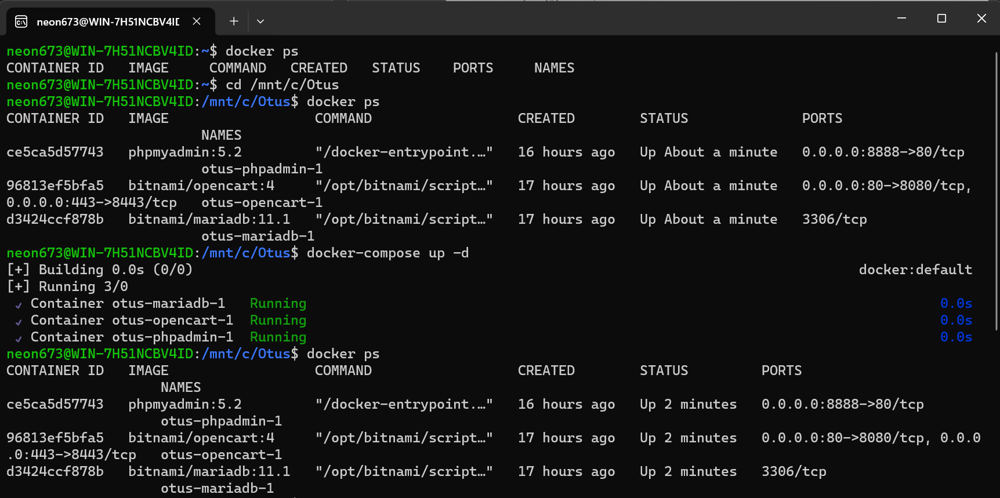 neon673@WIN-7H51NCBV4ID
neon673@WIN-7H51NCBV4ID:~$ docker ps
CONTAINER ID   IMAGE     COMMAND   CREATED   STATUS    PORTS     NAMES
neon673@WIN-7H51NCBV4ID:~$ cd /mnt/c/Otus
neon673@WIN-7H51NCBV4ID:/mnt/c/Otus$ docker ps
CONTAINER ID   IMAGE                  COMMAND                  CREATED        STATUS              PORTS
                        NAMES
ce5ca5d57743   phpmyadmin:5.2         "/docker-entrypoint.…"   16 hours ago   Up About a minute   0.0.0.0:8888->80/tcp
                        otus-phpadmin-1
96813ef5bfa5   bitnami/opencart:4     "/opt/bitnami/script…"   17 hours ago   Up About a minute   0.0.0.0:80->8080/tcp,
0.0.0.0:443->8443/tcp   otus-opencart-1
d3424ccf878b   bitnami/mariadb:11.1   "/opt/bitnami/script…"   17 hours ago   Up About a minute   3306/tcp
                        otus-mariadb-1
neon673@WIN-7H51NCBV4ID:/mnt/c/Otus$ docker-compose up -d
[+] Building 0.0s (0/0)                                                                                  docker:default
[+] Running 3/0
 ✓ Container otus-mariadb-1   Running                                                                              0.0s
 ✓ Container otus-opencart-1  Running                                                                              0.0s
 ✓ Container otus-phpadmin-1  Running                                                                              0.0s
neon673@WIN-7H51NCBV4ID:/mnt/c/Otus$ docker ps
CONTAINER ID   IMAGE                  COMMAND                  CREATED        STATUS         PORTS
                   NAMES
ce5ca5d57743   phpmyadmin:5.2         "/docker-entrypoint.…"   16 hours ago   Up 2 minutes   0.0.0.0:8888->80/tcp
                   otus-phpadmin-1
96813ef5bfa5   bitnami/opencart:4     "/opt/bitnami/script…"   17 hours ago   Up 2 minutes   0.0.0.0:80->8080/tcp, 0.0.0
.0:443->8443/tcp   otus-opencart-1
d3424ccf878b   bitnami/mariadb:11.1   "/opt/bitnami/script…"   17 hours ago   Up 2 minutes   3306/tcp
                   otus-mariadb-1